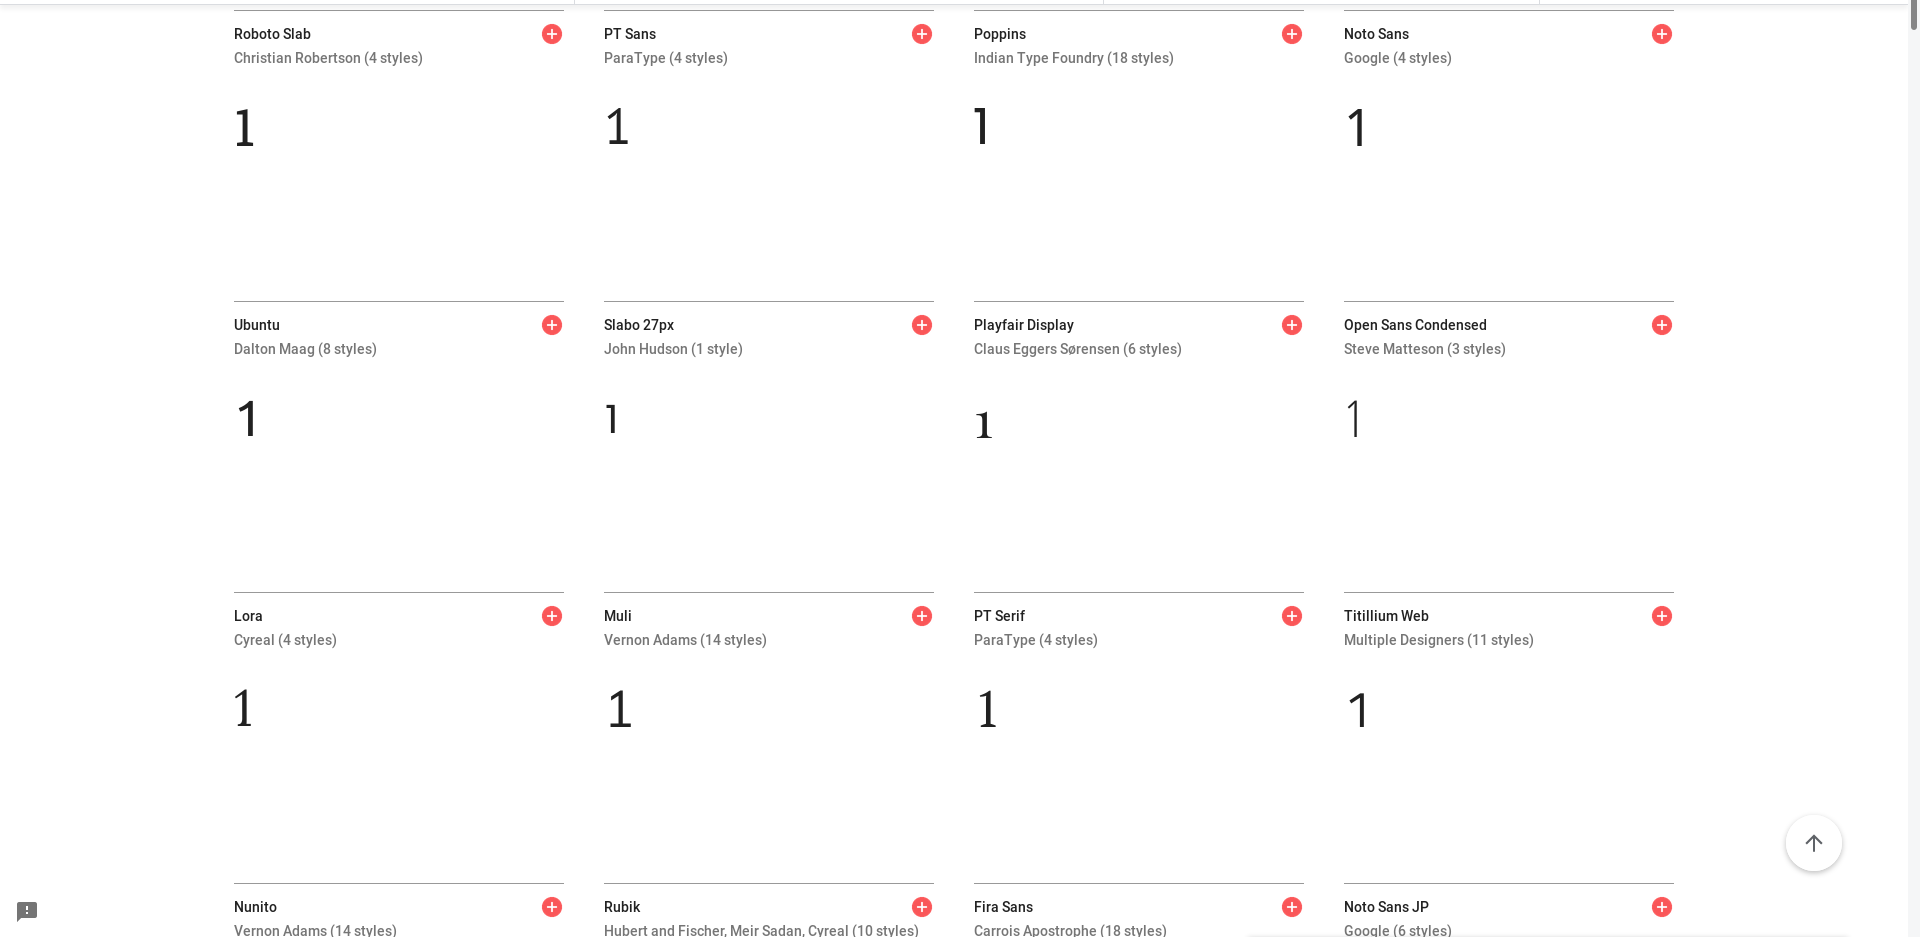 Roboto Slab
Christian Robertson (4 styles)
1
PT Sans
ParaType (4 styles)
1
Poppins
Indian Type Foundry (18 styles)
1
Noto Sans
Google (4 styles)
1
Ubuntu
Dalton Maag (8 styles)
1
Slabo 27px
John Hudson (1 style)
1
Playfair Display
Claus Eggers Sørensen (6 styles)
1
Open Sans Condensed
Steve Matteson (3 styles)
1
Lora
Cyreal (4 styles)
1
Muli
Vernon Adams (14 styles)
1
PT Serif
ParaType (4 styles)
1
Titillium Web
Multiple Designers (11 styles)
1
Nunito
Vernon Adams (14 styles)
Rubik
Hubert and Fischer, Meir Sadan, Cyreal (10 styles)
Fira Sans
Carrois Apostrophe (18 styles)
Noto Sans JP
Google (6 styles)